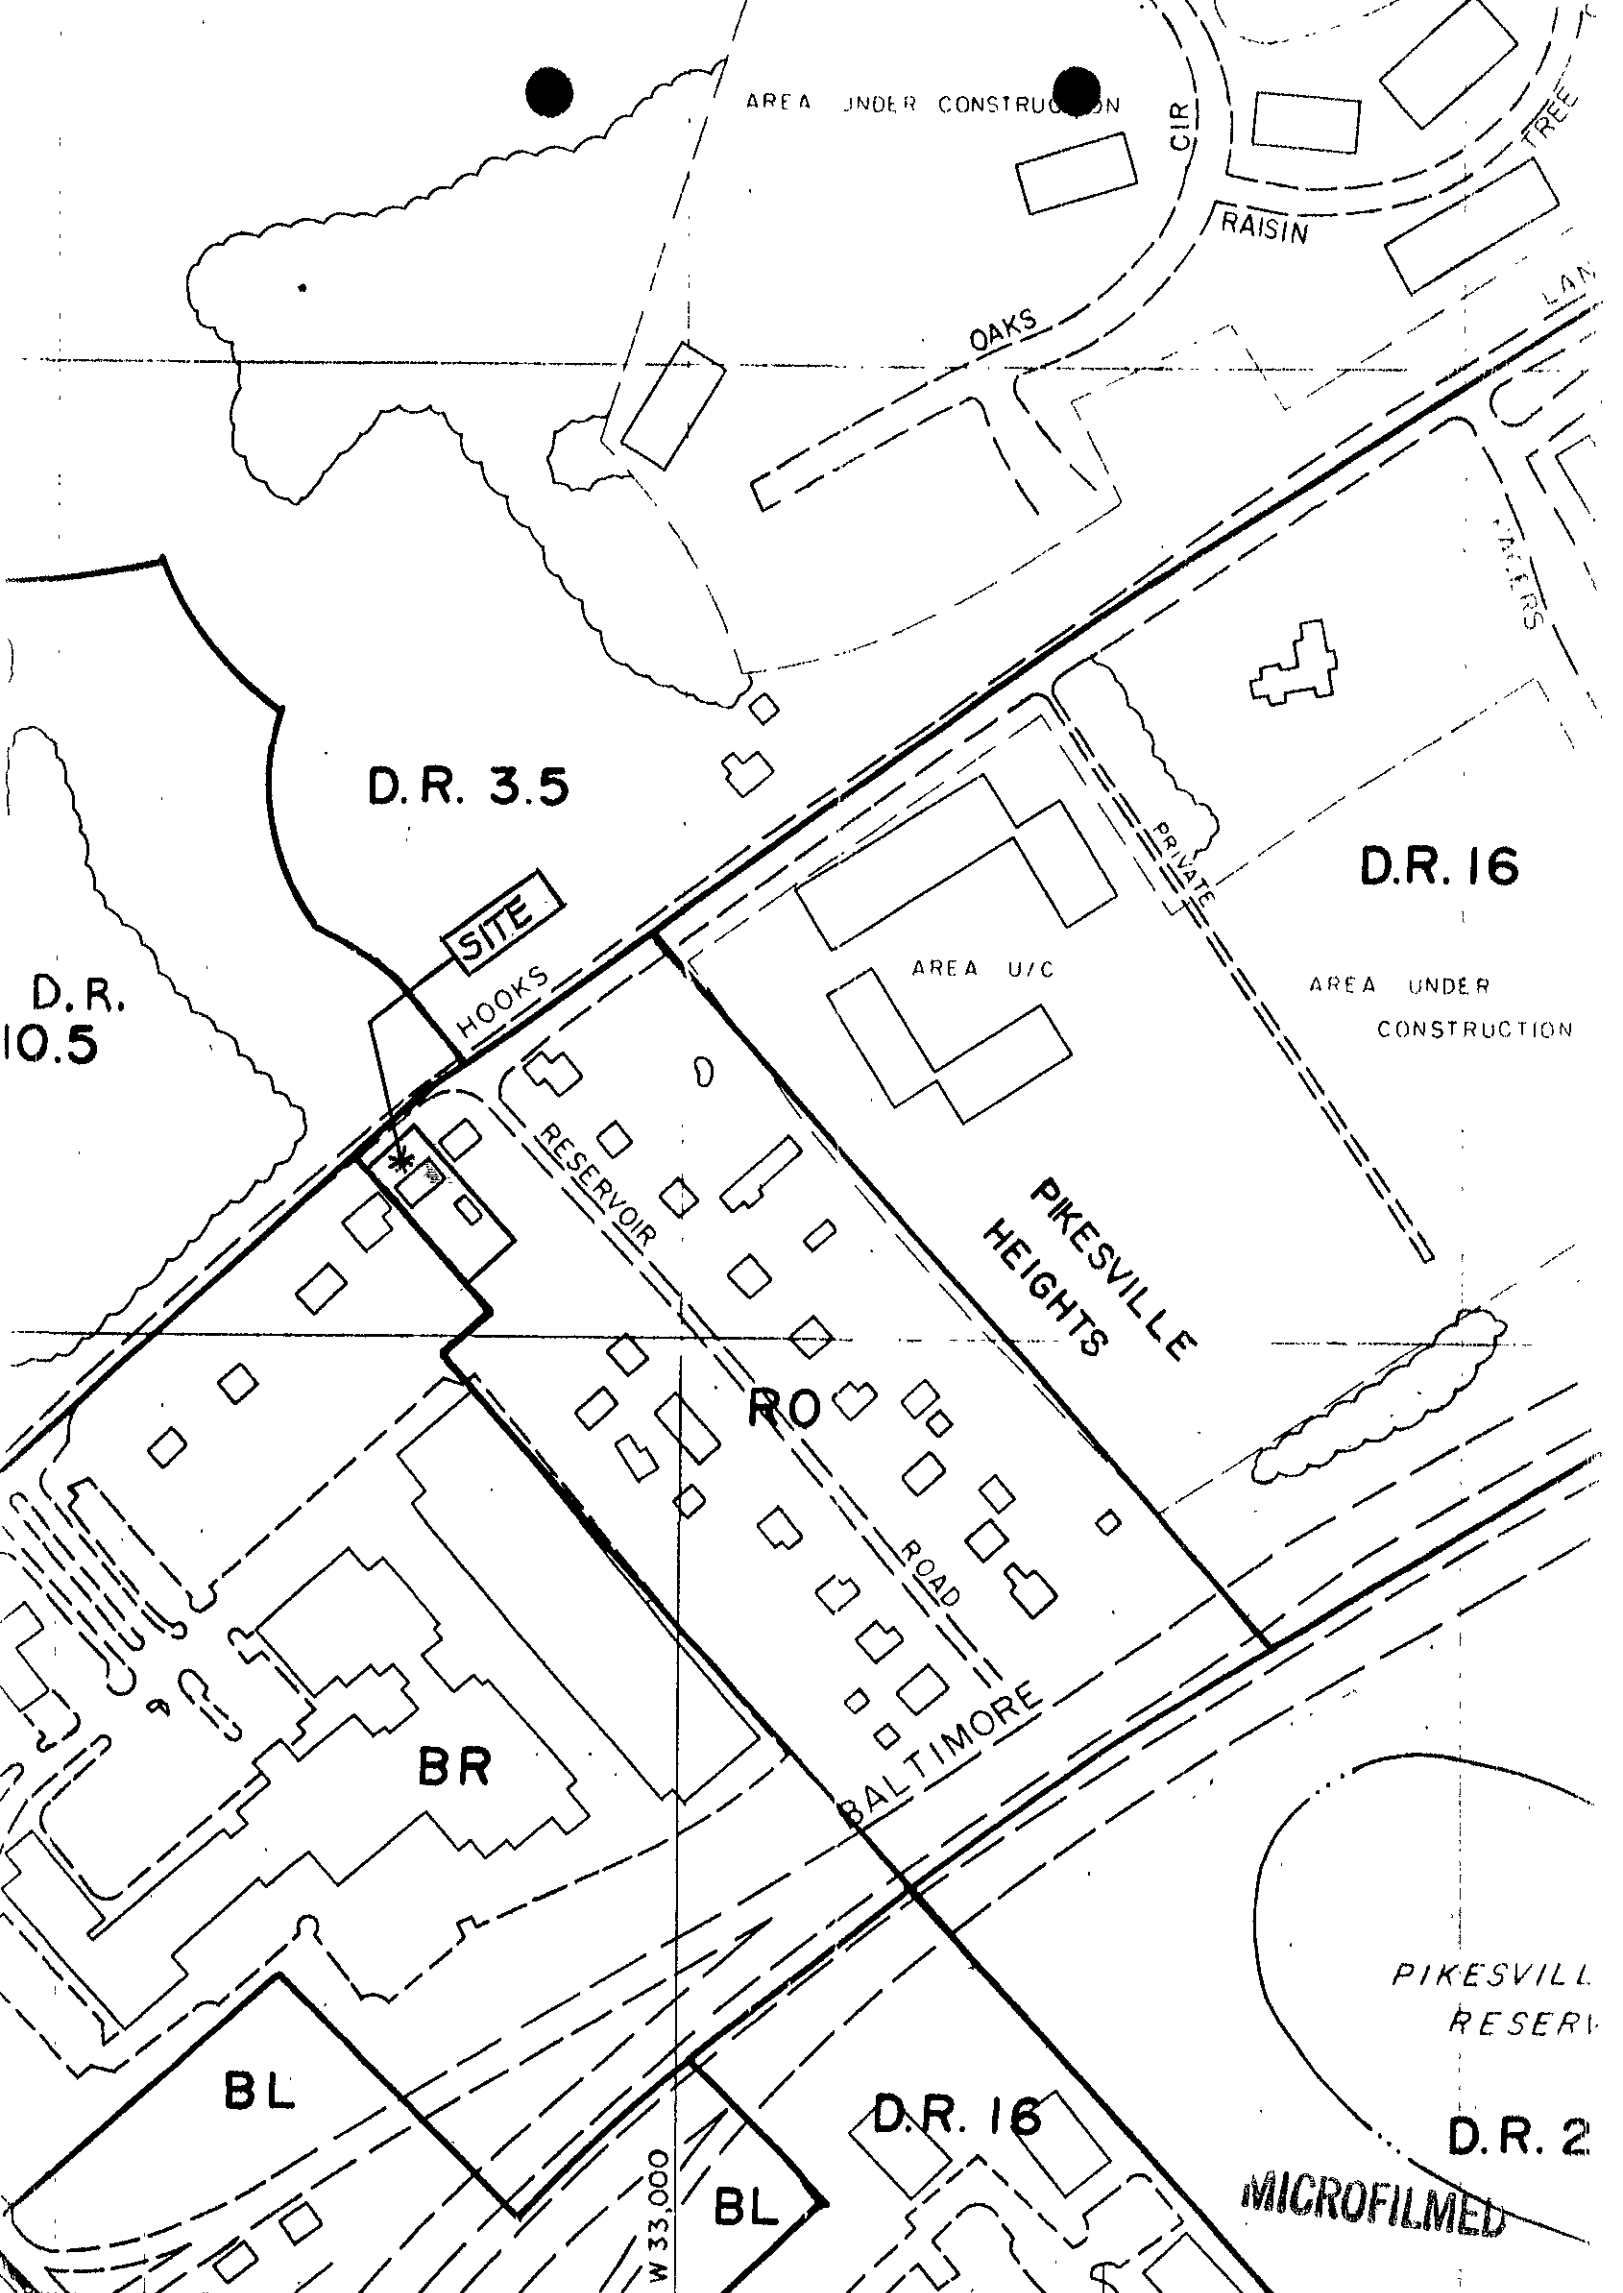 AREA UNDER CONSTRUCTION
CIR
TREE
RAISIN
OAKS
LAN
D.R. 3.5
PRIVATE
D.R. 16
SITE
AREA U/C
HOOKS
D.R.
10.5
AREA UNDER
CONSTRUCTION
RESERVOIR
PIKESVILLE
HEIGHTS
RO
ROAD
BALTIMORE
BR
PIKESVILL
RESERV
BL
D.R. 16
D.R. 2
W 33,000
BL
MICROFILMED